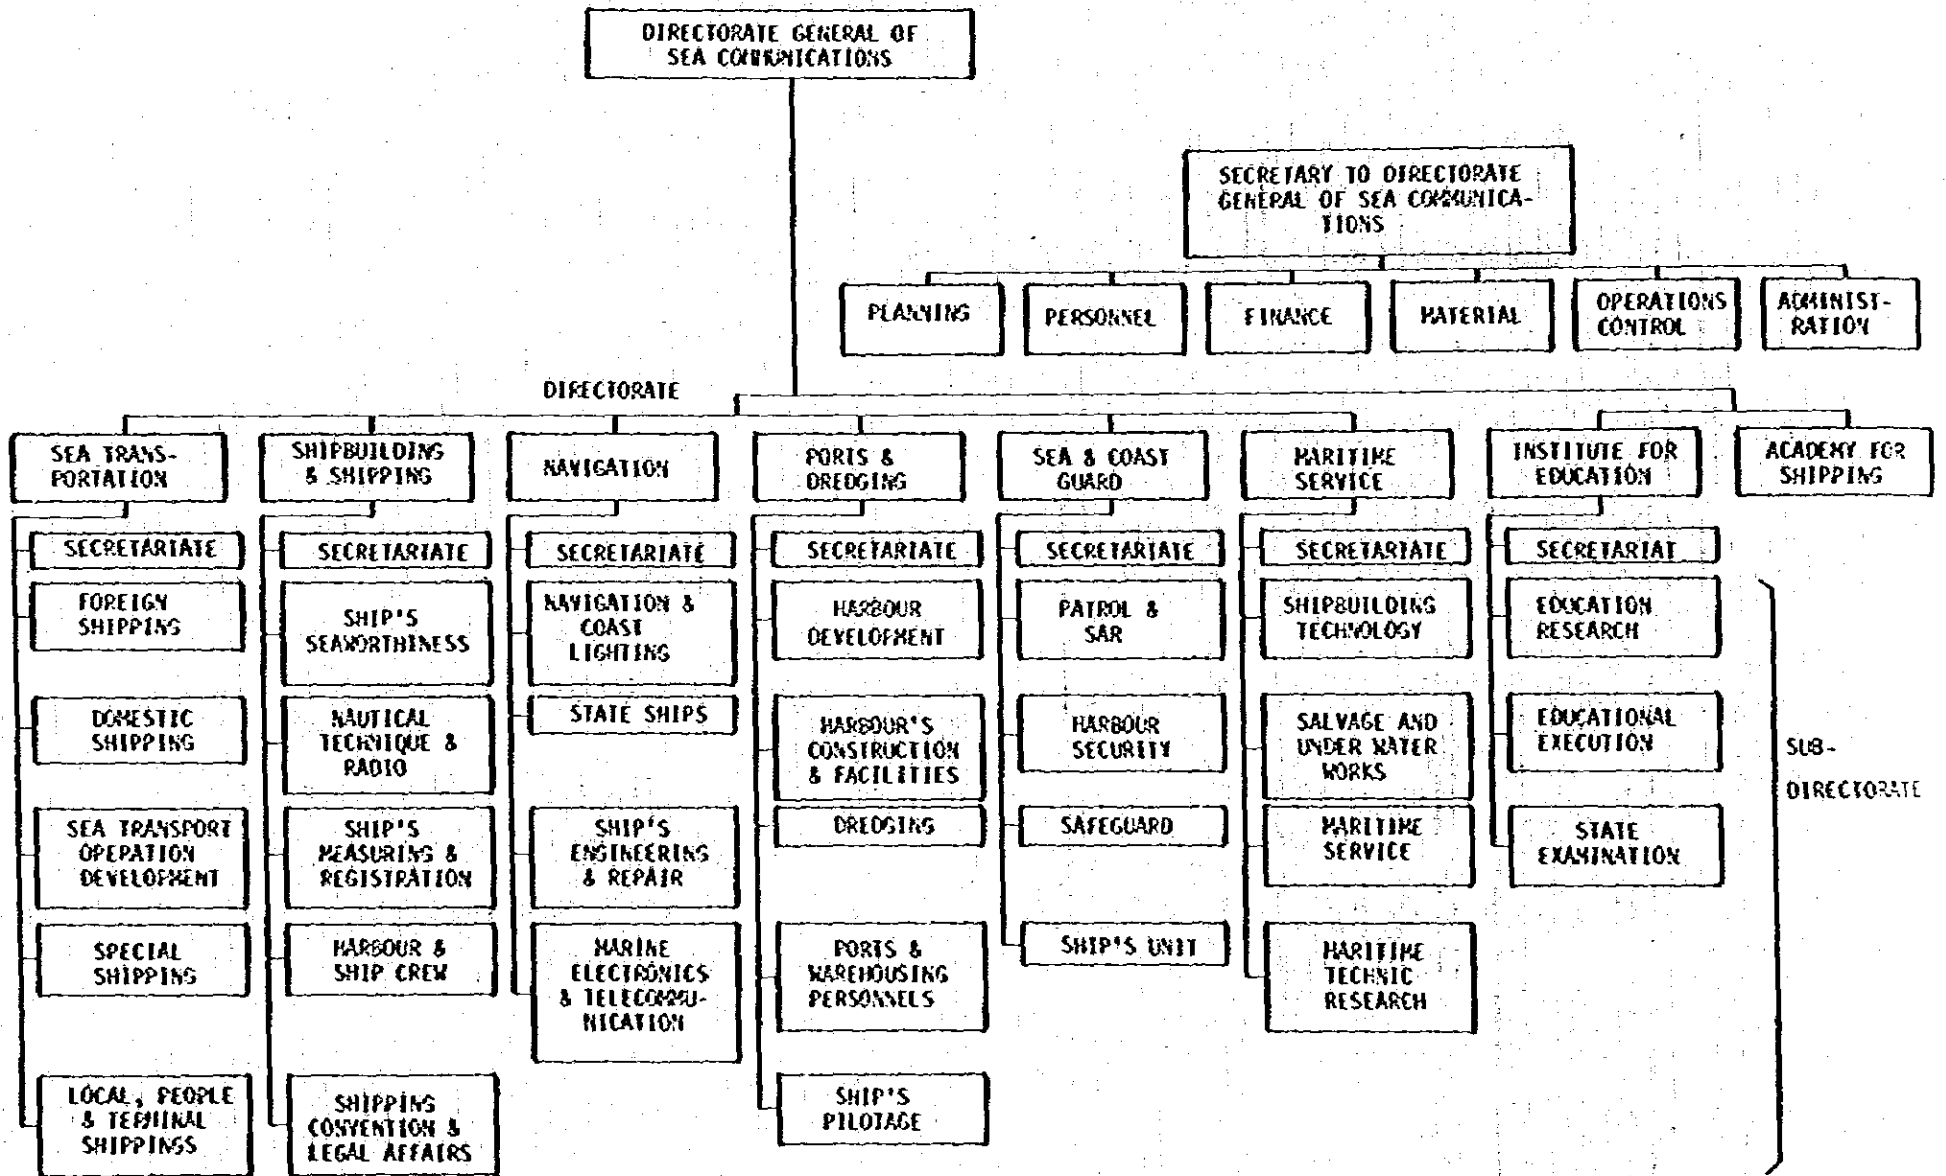 DIRECTORATE GENERAL OF
SEA COMMUNICATIONS
SECRETARY TO DIRECTORATE
GENERAL OF SEA COMMUNICA-
TIONS
PLANNING
PERSONNEL
FINANCE
MATERIAL
OPERATIONS
CONTROL
ADMINIST-
RATION
DIRECTORATE
SEA TRANS-
PORTATION
SHIPBUILDING
& SHIPPING
NAVIGATION
PORTS &
DREDGING
SEA & COAST
GUARD
MARITIME
SERVICE
INSTITUTE FOR
EDUCATION
ACADEMY FOR
SHIPPING
SECRETARIATE
FOREIGN
SHIPPING
DOMESTIC
SHIPPING
SEA TRANSPORT
OPERATION
DEVELOPMENT
SPECIAL
SHIPPING
LOCAL, PEOPLE
& TERMINAL
SHIPPINGS
SECRETARIATE
SHIP'S
SEAWORTHINESS
NAUTICAL
TECHNIQUE &
RADIO
SHIP'S
MEASURING &
REGISTRATION
HARBOUR &
SHIP CREW
SHIPPING
CONVENTION &
LEGAL AFFAIRS
SECRETARIATE
NAVIGATION &
COAST
LIGHTING
STATE SHIPS
SHIP'S
ENGINEERING
& REPAIR
MARINE
ELECTRONICS
& TELECOMMU-
NICATION
SECRETARIATE
HARBOUR
DEVELOPMENT
HARBOUR'S
CONSTRUCTION
& FACILITIES
DREDGING
PORTS &
WAREHOUSING
PERSONNELS
SHIP'S
PILOTAGE
SECRETARIATE
PATROL &
SAR
HARBOUR
SECURITY
SAFEGUARD
SHIP'S UNIT
SECRETARIATE
SHIPBUILDING
TECHNOLOGY
SALVAGE AND
UNDER WATER
WORKS
MARITIME
SERVICE
MARITIME
TECHNIC
RESEARCH
SECRETARIAT
EDUCATION
RESEARCH
EDUCATIONAL
EXECUTION
STATE
EXAMINATION
SUB-
DIRECTORATE